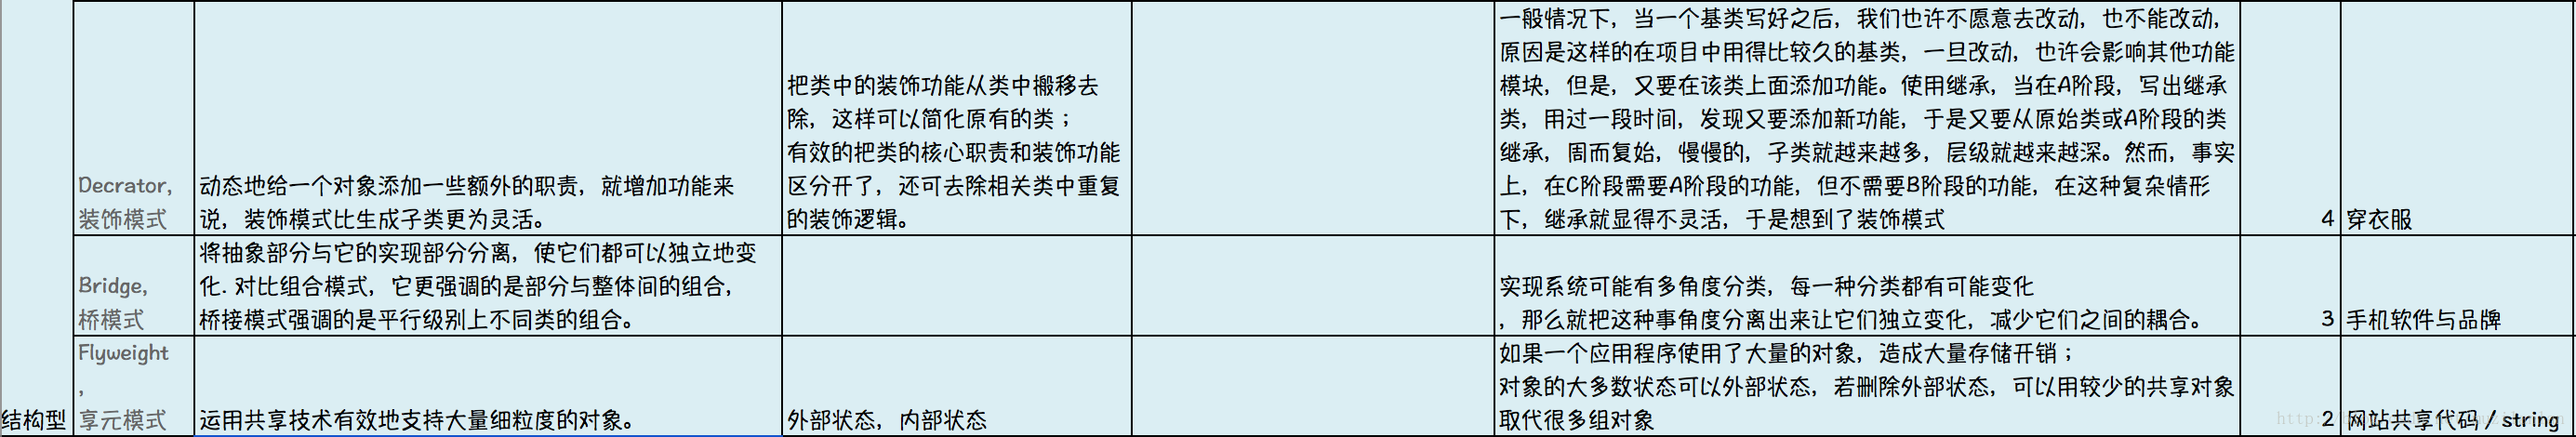 一般情况下，当一个基类写好之后，我们也许不愿意去改动，也不能改动，
原因是这样的在项目中用得比较久的基类，一旦改动，也许会影响其他功能
模块，但是，又要在该类上面添加功能。使用继承，当在A阶段，写出继承
类，用过一段时间，发现又要添加新功能，于是又要从原始类或A阶段的类
继承，周而复始，慢慢的，子类就越来越多，层级就越来越深。然而，事实
上，在C阶段需要A阶段的功能，但不需要B阶段的功能，在这种复杂情形
下，继承就显得不灵活，于是想到了装饰模式
把类中的装饰功能从类中搬移去
除，这样可以简化原有的类；
有效的把类的核心职责和装饰功能
区分开了，还可去除相关类中重复
的装饰逻辑。
Decrator,
装饰模式
动态地给一个对象添加一些额外的职责，就增加功能来
说，装饰模式比生成子类更为灵活。
4
穿衣服
Bridge,
桥模式
将抽象部分与它的实现部分分离，使它们都可以独立地变
化. 对比组合模式，它更强调的是部分与整体间的组合，
桥接模式强调的是平行级别上不同类的组合。
实现系统可能有多角度分类，每一种分类都有可能变化
，那么就把这种事角度分离出来让它们独立变化，减少它们之间的耦合。
3
手机软件与品牌
结构型
Flyweight
,
享元模式
运用共享技术有效地支持大量细粒度的对象。
外部状态，内部状态
如果一个应用程序使用了大量的对象，造成大量存储开销；
对象的大多数状态可以外部状态，若删除外部状态，可以用较少的共享对象
取代很多组对象
2
网站共享代码 / string